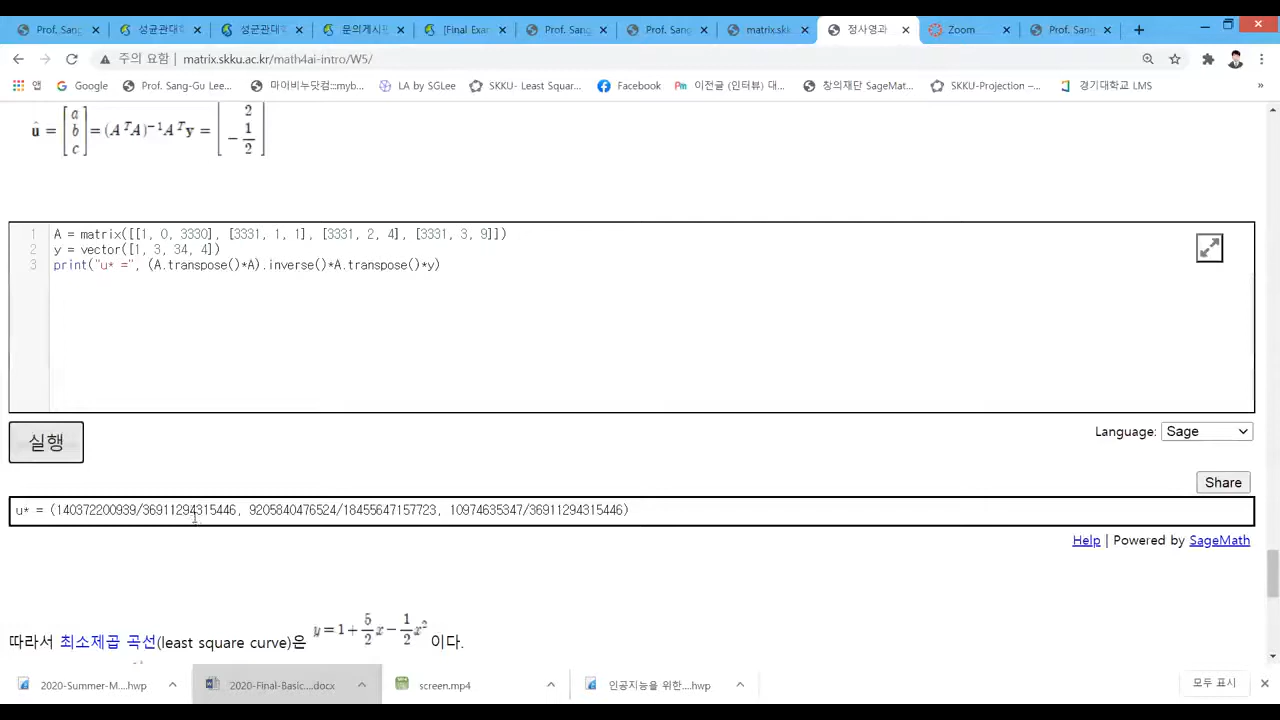 Prof. Sang 성균관대 성균관대 문의게시판 [Final Exam Prof. Sang Prof. Sang matrix.skk 정사영과 Zoom Prof. Sang
주의 요함 | matrix.skku.ac.kr/math4ai-intro/W5/
앱 Google Prof. Sang-Gu Lee... 마이비누닷컴:::myb... LA by SGLee SKKU- Least Squar... Facebook 이전글 (인터뷰) 대... 창의재단 SageMat... SKKU-Projection –... 경기대학교 LMS »
û = [a b c] = (AᵀA)⁻¹Aᵀy = [2 -1/2]
1 A = matrix([[1, 0, 3330], [3331, 1, 1], [3331, 2, 4], [3331, 3, 9]])
2 y = vector([1, 3, 34, 4])
3 print("u* =", (A.transpose()*A).inverse()*A.transpose()*y)
실행
Language: Sage
Share
u* = (140372200939/36911294315446, 9205840476524/18455647157723, 10974635347/36911294315446)
Help | Powered by SageMath
따라서 최소제곱 곡선(least square curve)은 y = 1 + 5/2 x − 1/2 x² 이다.
2020-Summer-M....hwp 2020-Final-Basic....docx screen.mp4 인공지능을 위한....hwp 모두 표시